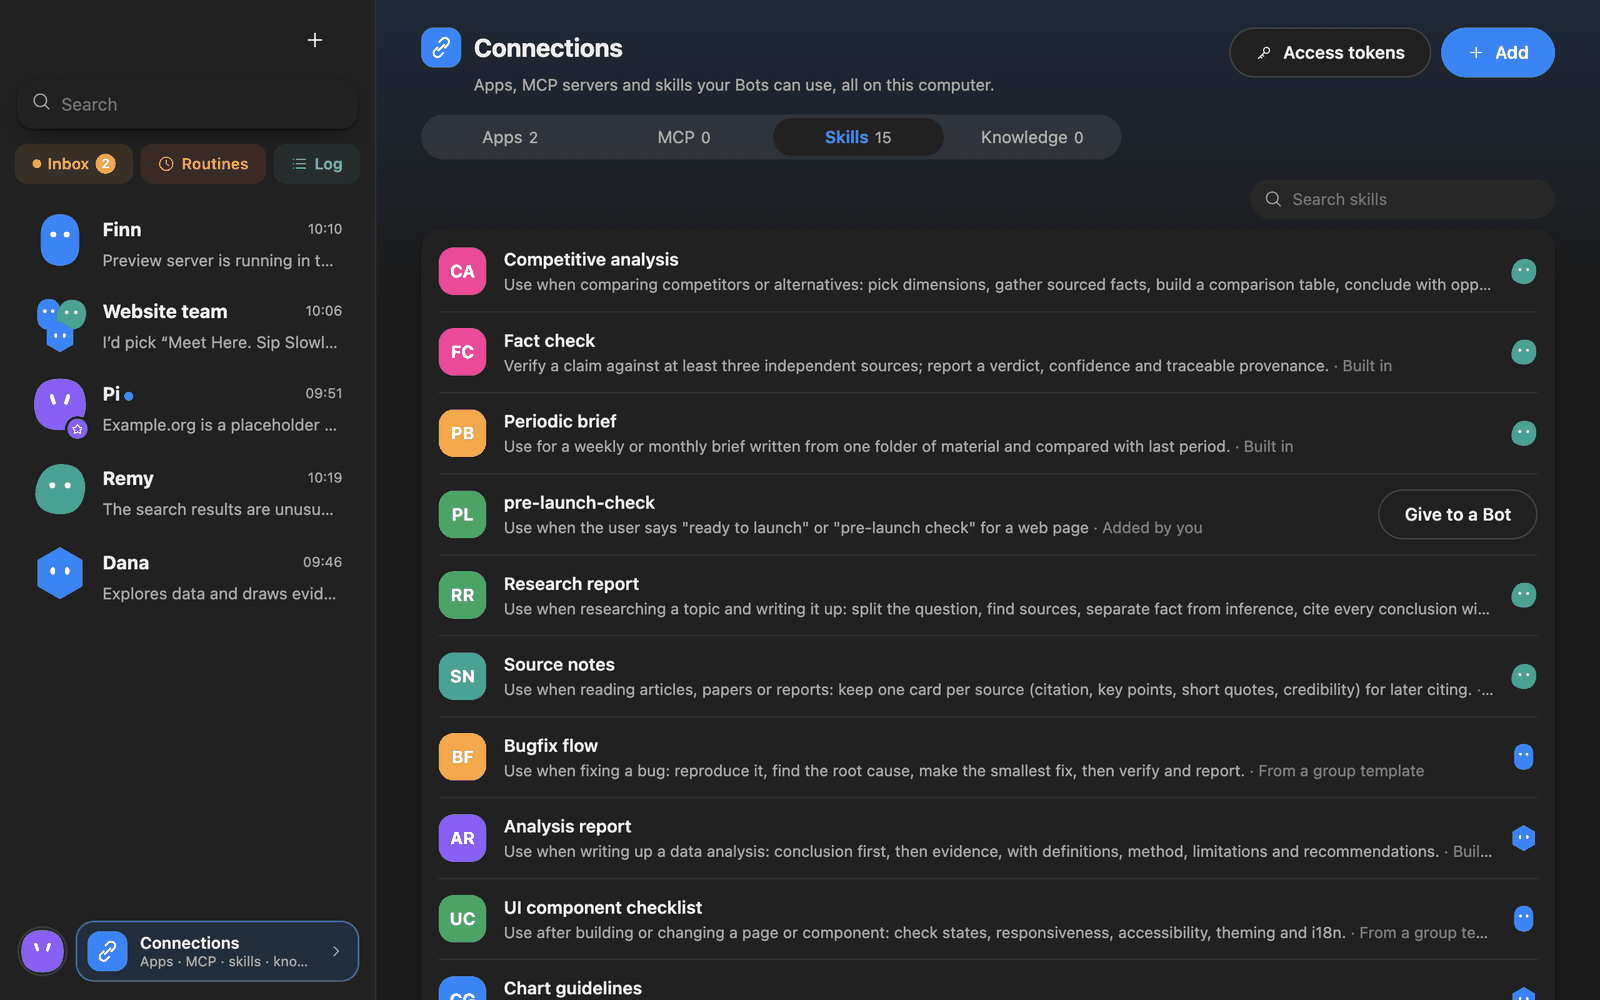 Search
Inbox 2
Routines
Log
Finn
10:10
Preview server is running in t...
Website team
10:06
I'd pick “Meet Here. Sip Slowl...
Pi
09:51
Example.org is a placeholder ...
Remy
10:19
The search results are unusu...
Dana
09:46
Explores data and draws evid...
Connections
Apps · MCP · skills · kno...
Connections
Apps, MCP servers and skills your Bots can use, all on this computer.
Access tokens
Add
Apps 2
MCP 0
Skills 15
Knowledge 0
Search skills
CA
Competitive analysis
Use when comparing competitors or alternatives: pick dimensions, gather sourced facts, build a comparison table, conclude with opp...
FC
Fact check
Verify a claim against at least three independent sources; report a verdict, confidence and traceable provenance. · Built in
PB
Periodic brief
Use for a weekly or monthly brief written from one folder of material and compared with last period. · Built in
PL
pre-launch-check
Use when the user says "ready to launch" or "pre-launch check" for a web page · Added by you
Give to a Bot
RR
Research report
Use when researching a topic and writing it up: split the question, find sources, separate fact from inference, cite every conclusion wi...
SN
Source notes
Use when reading articles, papers or reports: keep one card per source (citation, key points, short quotes, credibility) for later citing. ·...
BF
Bugfix flow
Use when fixing a bug: reproduce it, find the root cause, make the smallest fix, then verify and report. · From a group template
AR
Analysis report
Use when writing up a data analysis: conclusion first, then evidence, with definitions, method, limitations and recommendations. · Buil...
UC
UI component checklist
Use after building or changing a page or component: check states, responsiveness, accessibility, theming and i18n. · From a group te...
Chart guidelines